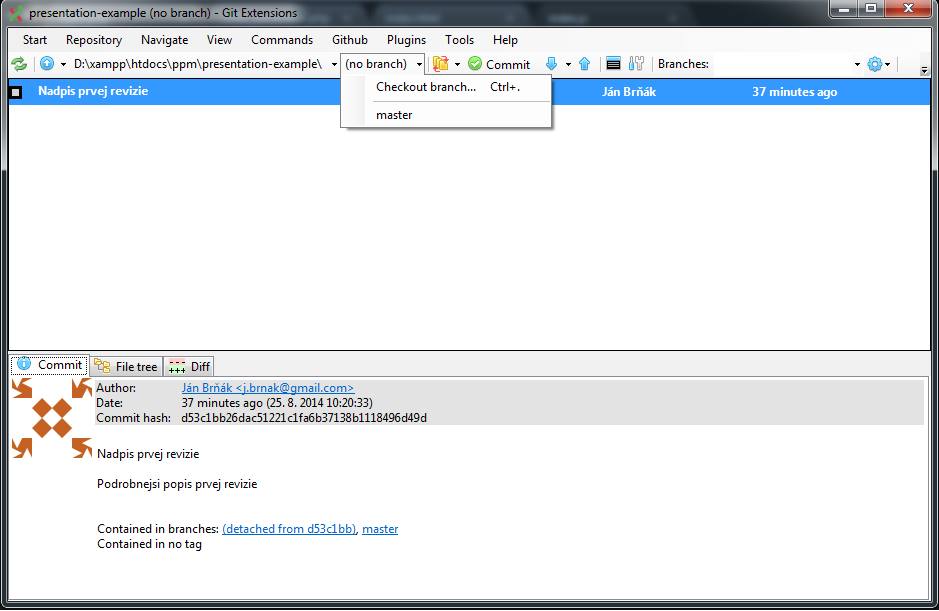 presentation-example (no branch) - Git Extensions
Start Repository Navigate View Commands Github Plugins Tools Help
D:\xampp\htdocs\ppm\presentation-example\ (no branch) Commit Branches:
Checkout branch... Ctrl+.
master
Nadpis prvej revizie Ján Brňák 37 minutes ago
Commit File tree Diff
Author: Ján Brňák <j.brnak@gmail.com>
Date: 37 minutes ago (25. 8. 2014 10:20:33)
Commit hash: d53c1bb26dac51221c1fa6b37138b1118496d49d
Nadpis prvej revizie
Podrobnejsi popis prvej revizie
Contained in branches: (detached from d53c1bb), master
Contained in no tag